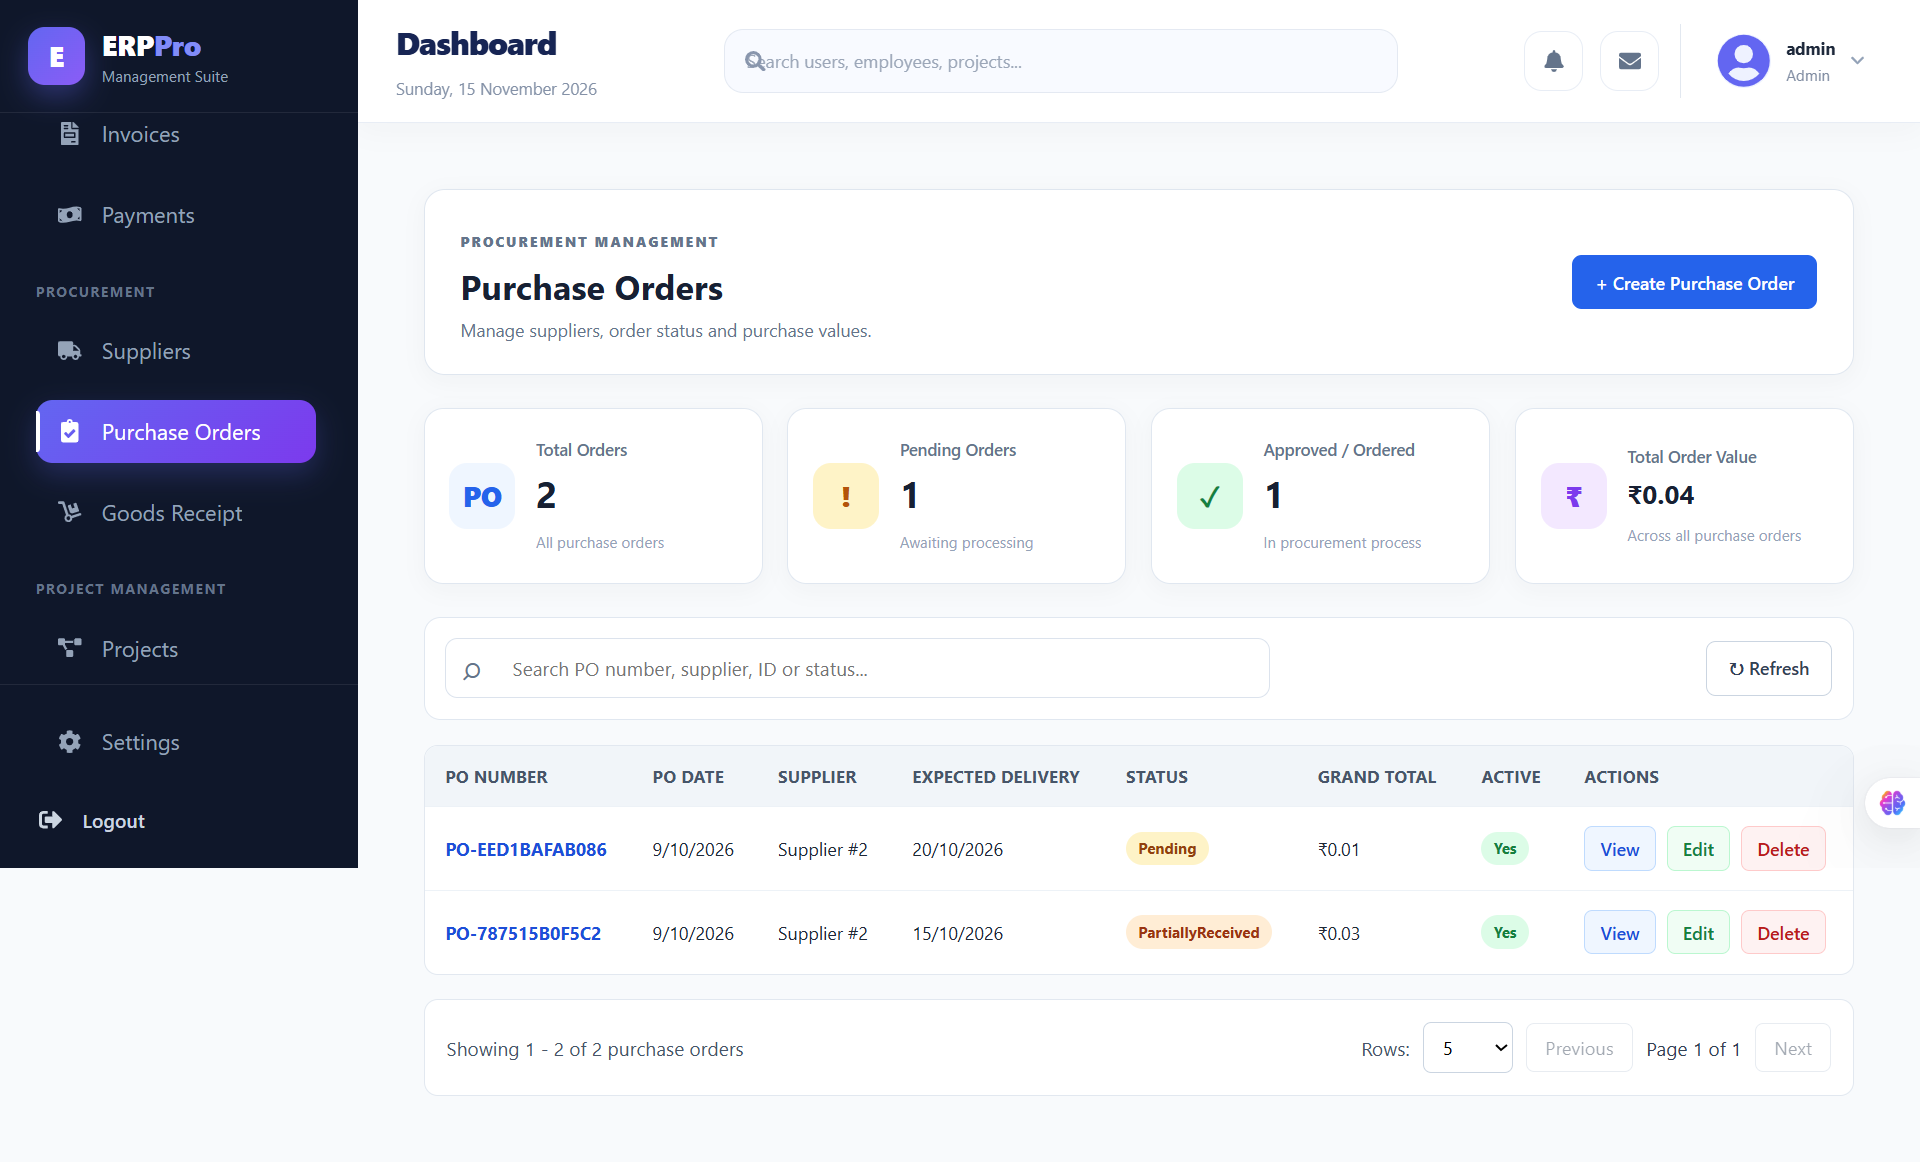 E
ERPPro
Management Suite
Invoices
Payments
PROCUREMENT
Suppliers
Purchase Orders
Goods Receipt
PROJECT MANAGEMENT
Projects
Settings
Logout
Dashboard
Sunday, 15 November 2026
Search users, employees, projects...
admin
Admin
PROCUREMENT MANAGEMENT
Purchase Orders
Manage suppliers, order status and purchase values.
+ Create Purchase Order
PO
Total Orders
2
All purchase orders
!
Pending Orders
1
Awaiting processing
✓
Approved / Ordered
1
In procurement process
₹
Total Order Value
₹0.04
Across all purchase orders
Search PO number, supplier, ID or status...
↻ Refresh
PO NUMBER PO DATE SUPPLIER EXPECTED DELIVERY STATUS GRAND TOTAL ACTIVE ACTIONS
PO-EED1BAFAB086 9/10/2026 Supplier #2 20/10/2026 Pending ₹0.01 Yes View Edit Delete
PO-787515B0F5C2 9/10/2026 Supplier #2 15/10/2026 PartiallyReceived ₹0.03 Yes View Edit Delete
Showing 1 - 2 of 2 purchase orders
Rows: 5 Previous Page 1 of 1 Next